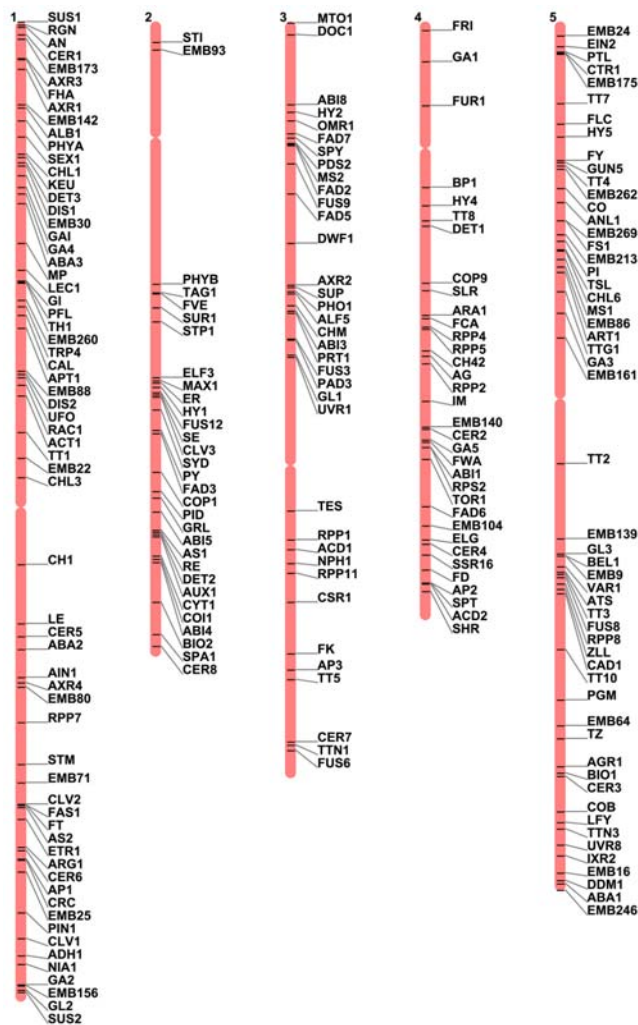 1
SUS1
RGN
AN
CER1
EMB173
AXR3
FHA
AXR1
EMB142
ALB1
PHYA
SEX1
CHL1
KEU
DET3
DIS1
EMB30
GAI
GA4
ABA3
MP
LEC1
GI
PFL
TH1
EMB260
TRP4
CAL
APT1
EMB88
DIS2
UFO
RAC1
ACT1
TT1
EMB22
CHL3
CH1
LE
CER5
ABA2
AIN1
AXR4
EMB80
RPP7
STM
EMB71
CLV2
FAS1
FT
AS2
ETR1
ARG1
CER6
AP1
CRC
EMB25
PIN1
CLV1
ADH1
NIA1
GA2
EMB156
GL2
SUS2
2
STI
EMB93
PHYB
TAG1
FVE
SUR1
STP1
ELF3
MAX1
ER
HY1
FUS12
SE
CLV3
SYD
PY
FAD3
COP1
PID
GRL
ABI5
AS1
RE
DET2
AUX1
CYT1
COI1
ABI4
BIO2
SPA1
CER8
3
MTO1
DOC1
ABI8
HY2
OMR1
FAD7
SPY
PDS2
MS2
FAD2
FUS9
FAD5
DWF1
AXR2
SUP
PHO1
ALF5
CHM
ABI3
PRT1
FUS3
PAD3
GL1
UVR1
TES
RPP1
ACD1
NPH1
RPP11
CSR1
FK
AP3
TT5
CER7
TTN1
FUS6
4
FRI
GA1
FUR1
BP1
HY4
TT8
DET1
COP9
SLR
ARA1
FCA
RPP4
RPP5
CH42
AG
RPP2
IM
EMB140
CER2
GA5
FWA
ABI1
RPS2
TOR1
FAD6
EMB104
ELG
CER4
SSR16
FD
AP2
SPT
ACD2
SHR
5
EMB24
EIN2
PTL
CTR1
EMB175
TT7
FLC
HY5
FY
GUN5
TT4
EMB262
CO
ANL1
EMB269
FS1
EMB213
PI
TSL
CHL6
MS1
EMB86
ART1
TTG1
GA3
EMB161
TT2
EMB139
GL3
BEL1
EMB9
VAR1
ATS
TT3
FUS8
RPP8
ZLL
CAD1
TT10
PGM
EMB64
TZ
AGR1
BIO1
CER3
COB
LFY
TTN3
UVR8
IXR2
EMB16
DDM1
ABA1
EMB246